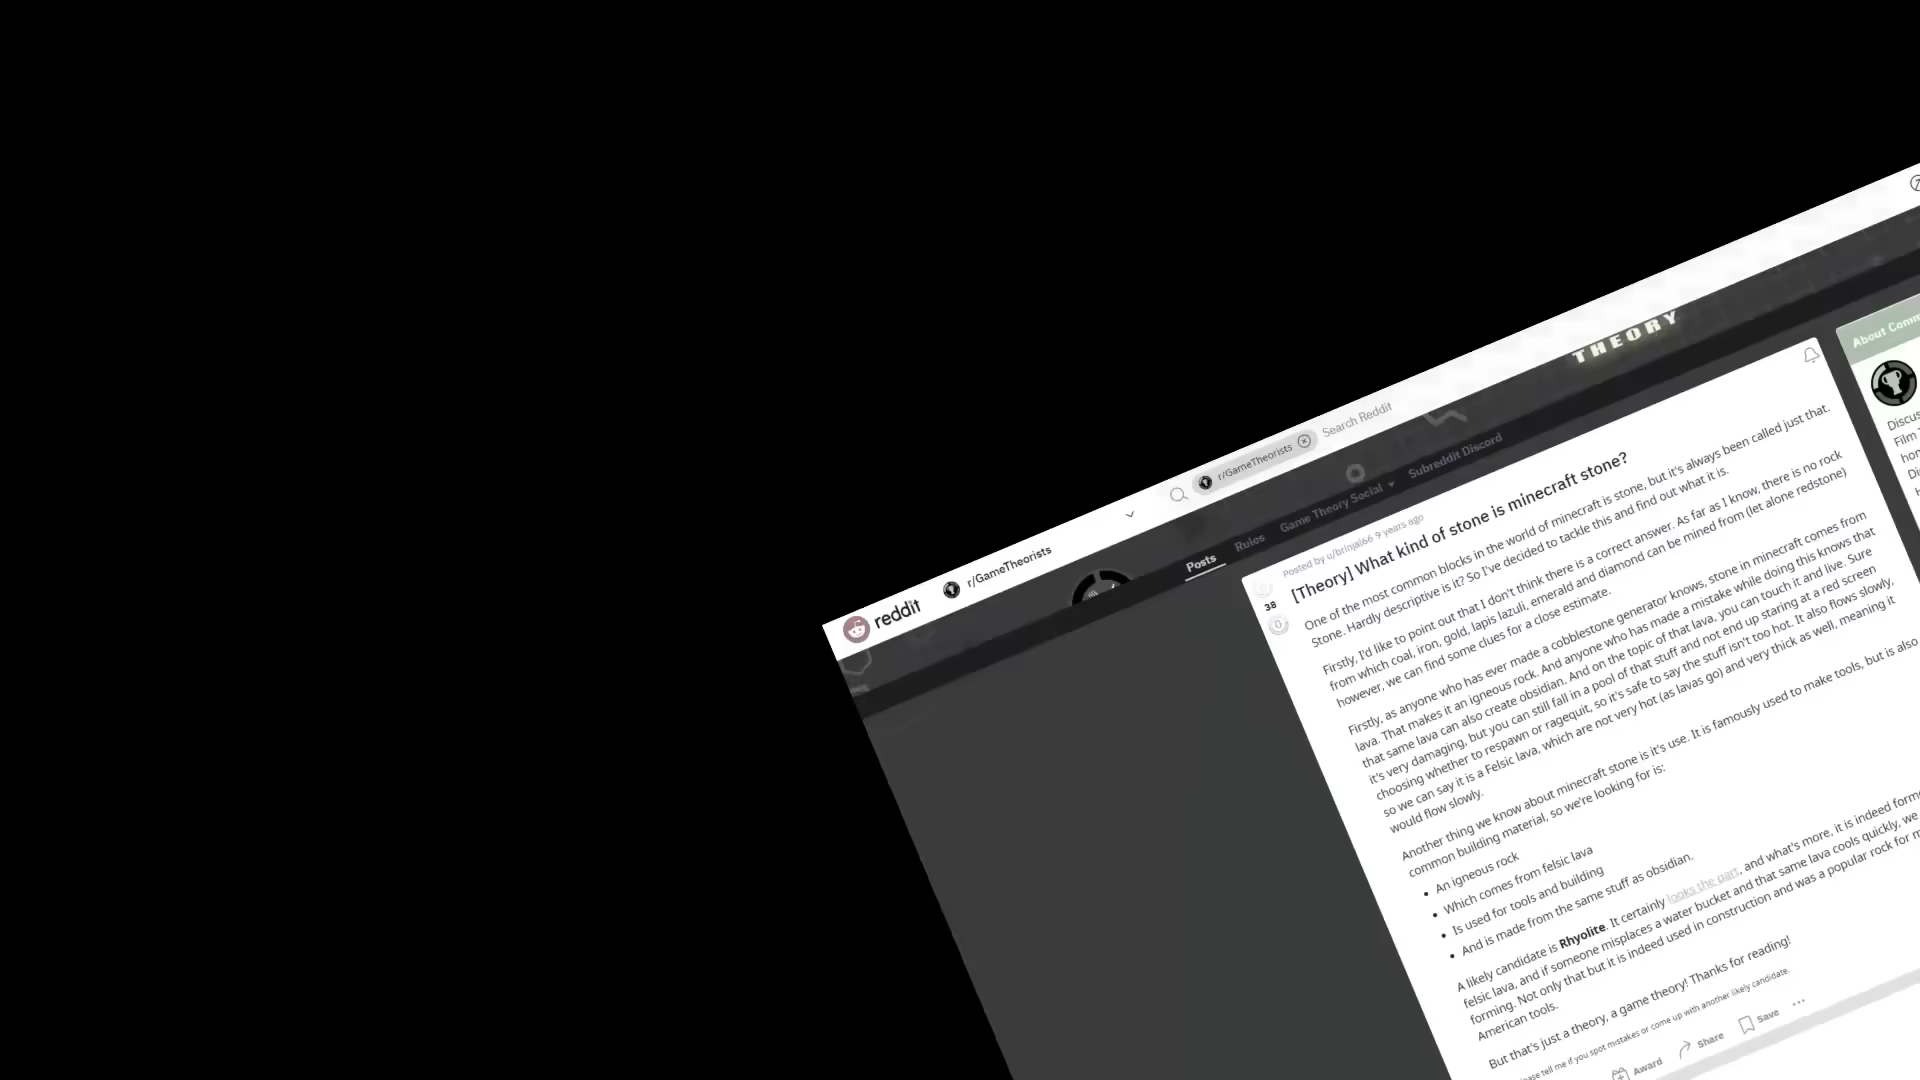 reddit
r/GameTheorists
r/GameTheorists
Search Reddit
THEORY
Posts
Rules
Game Theory Social
Subreddit Discord
38
Posted by u/brinjal66 9 years ago
[Theory] What kind of stone is minecraft stone?
One of the most common blocks in the world of minecraft is stone, but it's always been called just that.
Stone. Hardly descriptive is it? So I've decided to tackle this and find out what it is.
Firstly, I'd like to point out that I don't think there is a correct answer. As far as I know, there is no rock
from which coal, iron, gold, lapis lazuli, emerald and diamond can be mined from (let alone redstone)
however, we can find some clues for a close estimate.
Firstly, as anyone who has ever made a cobblestone generator knows, stone in minecraft comes from
lava. That makes it an igneous rock. And anyone who has made a mistake while doing this knows that
that same lava can also create obsidian. And on the topic of that lava, you can touch it and live. Sure
it's very damaging, but you can still fall in a pool of that stuff and not end up staring at a red screen
choosing whether to respawn or ragequit, so it's safe to say the stuff isn't too hot. It also flows slowly,
so we can say it is a Felsic lava, which are not very hot (as lavas go) and very thick as well, meaning it
would flow slowly.
Another thing we know about minecraft stone is it's use. It is famously used to make tools, but is also
common building material, so we're looking for is:
• An igneous rock
• Which comes from felsic lava
• Is used for tools and building
• And is made from the same stuff as obsidian.
A likely candidate is Rhyolite. It certainly looks the part, and what's more, it is indeed
felsic lava, and if someone misplaces a water bucket and that same lava cools quickly, we
forming. Not only that but it is indeed used in construction and was a popular rock for
American tools.
But that's just a theory, a game theory! Thanks for reading!
tell me if you spot mistakes or come up with another likely candidate.
Award
Share
Save
About
Film